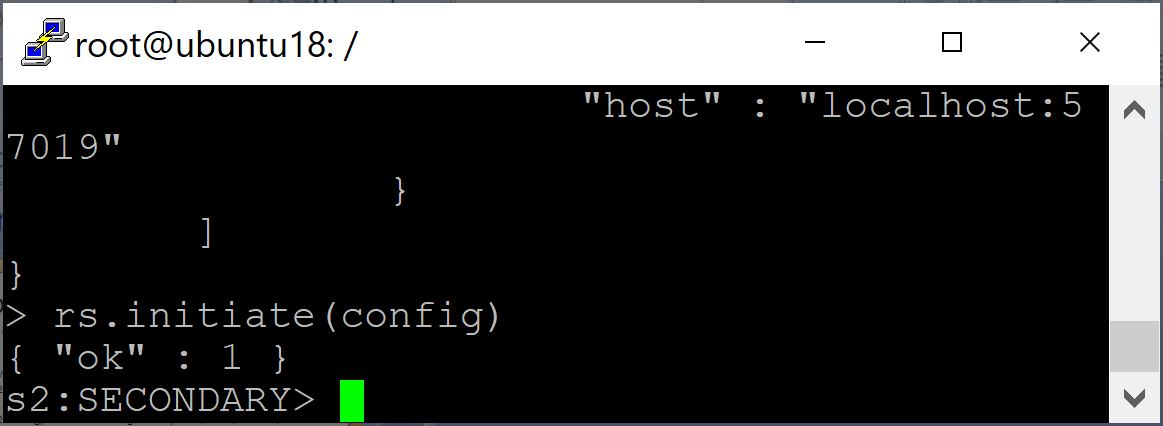 root@ubuntu18: /
"host" : "localhost:5
7019"
}
]
}
> rs.initiate(config)
{ "ok" : 1 }
s2:SECONDARY>